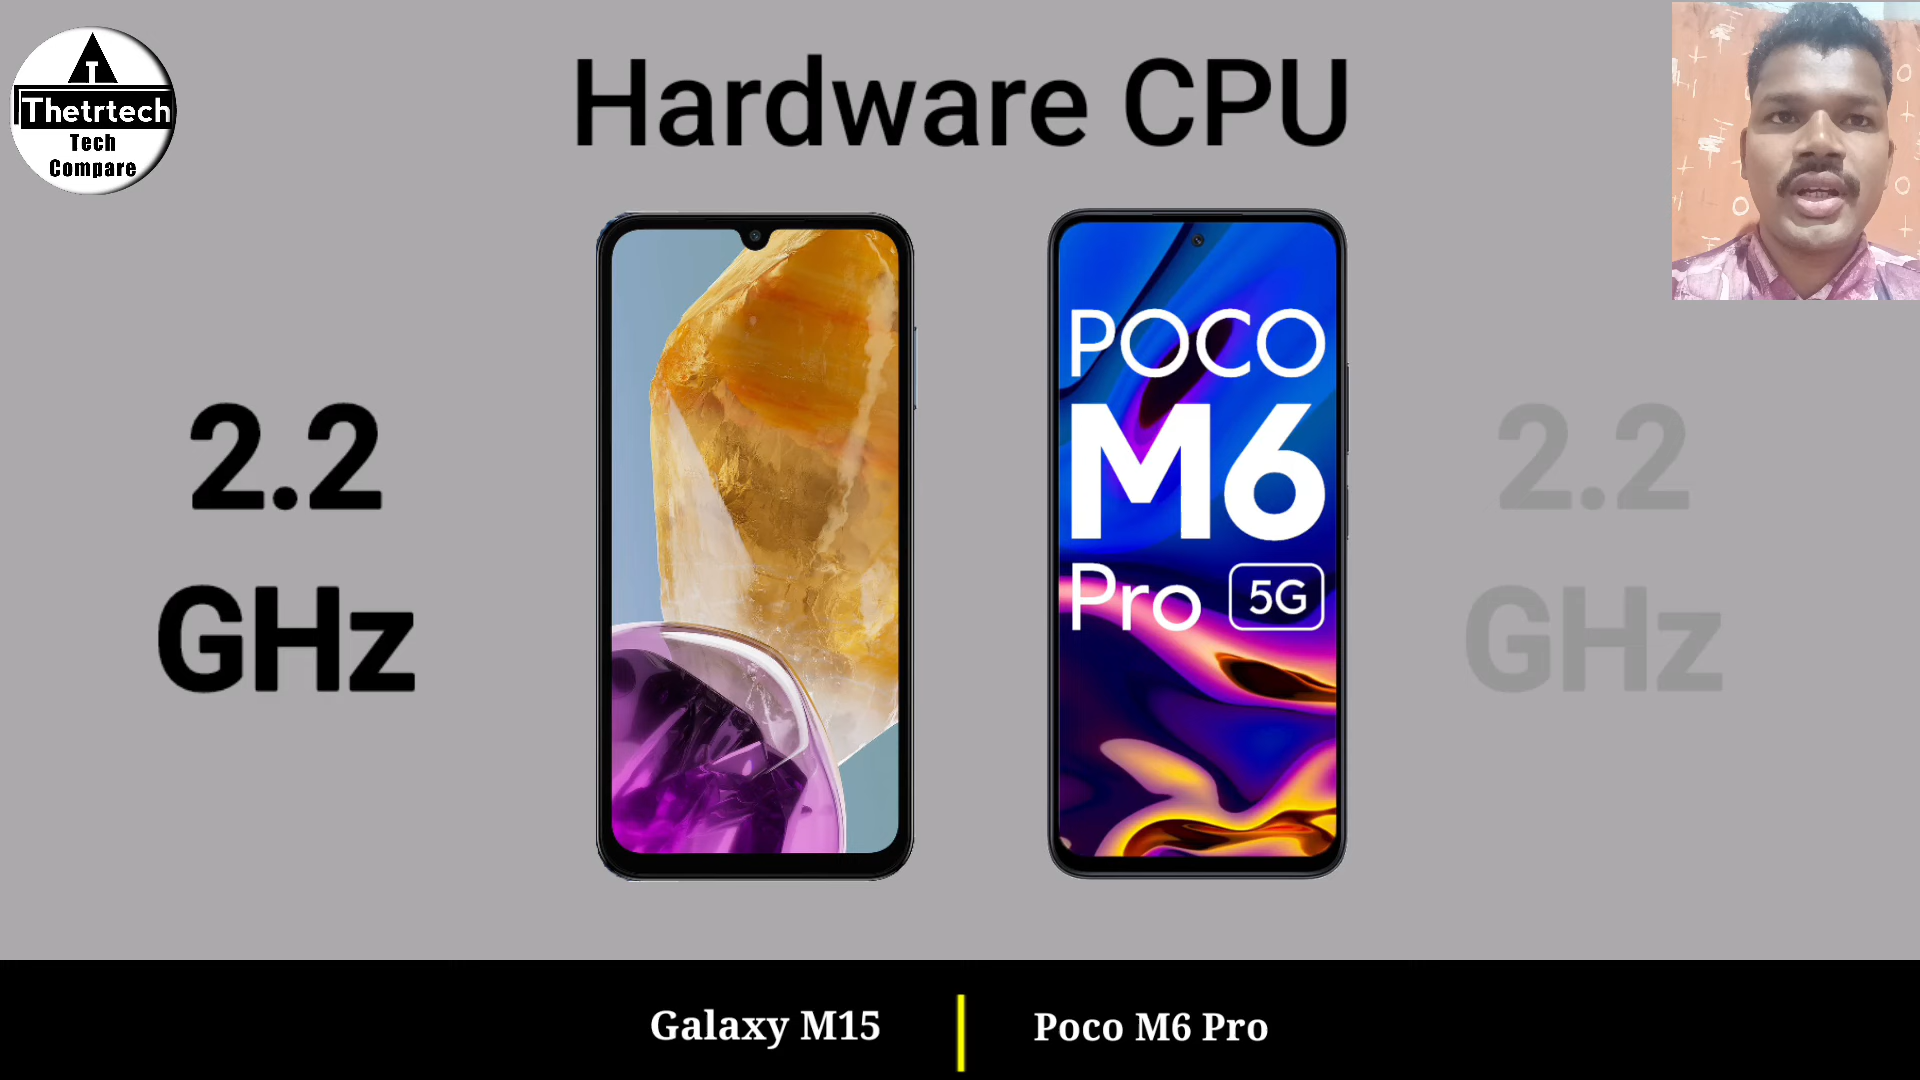 T
Thetrtech
Tech
Compare
Hardware CPU
2.2
GHz
POCO
M6
Pro 5G
2.2
GHz
Galaxy M15
Poco M6 Pro